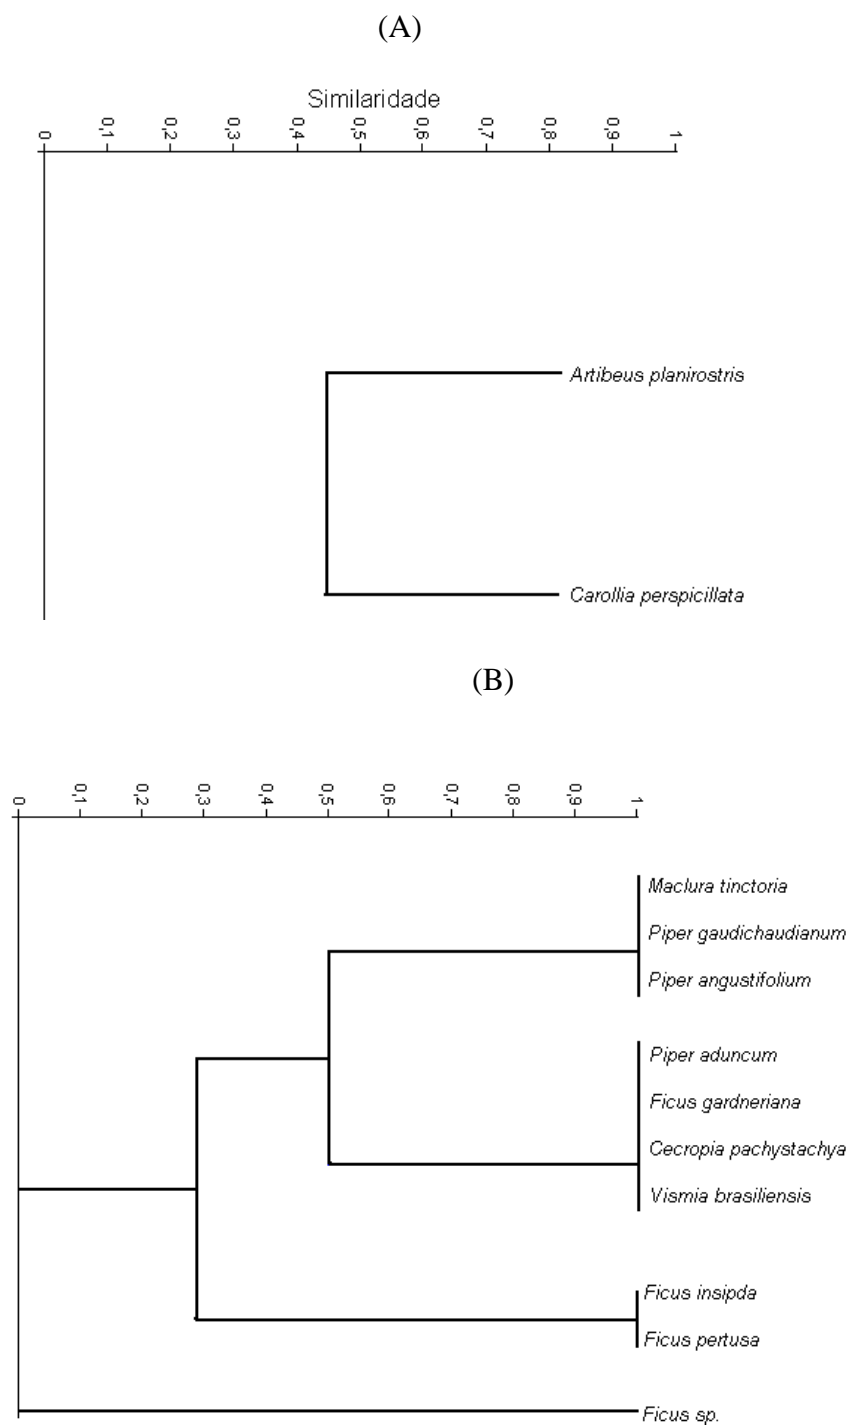 (A)
Similaridade
0 0,1 0,2 0,3 0,4 0,5 0,6 0,7 0,8 0,9 1
Artibeus planirostris
Carollia perspicillata
(B)
0 0,1 0,2 0,3 0,4 0,5 0,6 0,7 0,8 0,9 1
Maclura tinctoria
Piper gaudichaudianum
Piper angustifolium
Piper aduncum
Ficus gardneriana
Cecropia pachystachya
Vismia brasiliensis
Ficus insipda
Ficus pertusa
Ficus sp.